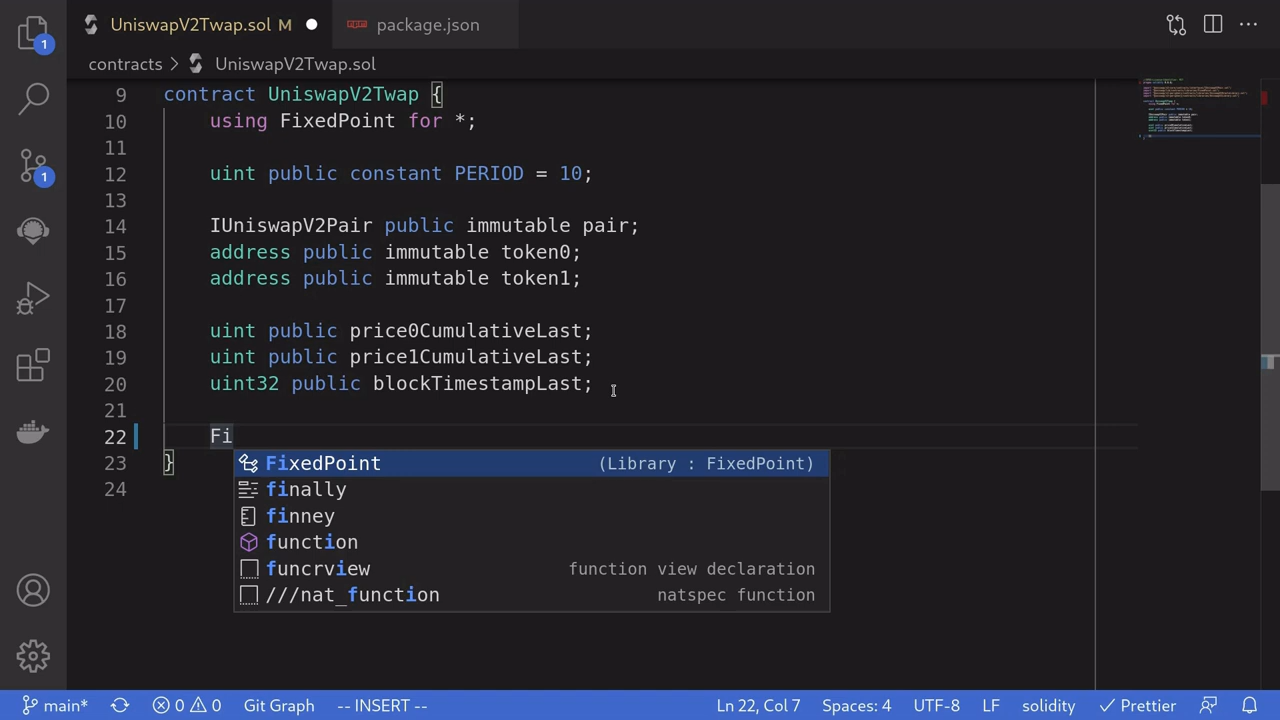 UniswapV2Twap.sol M
package.json
contracts > UniswapV2Twap.sol
1
1
9 contract UniswapV2Twap {
10 using FixedPoint for *;
11
12 uint public constant PERIOD = 10;
13
14 IUniswapV2Pair public immutable pair;
15 address public immutable token0;
16 address public immutable token1;
17
18 uint public price0CumulativeLast;
19 uint public price1CumulativeLast;
20 uint32 public blockTimestampLast;
21
22 Fi
23 }
24
FixedPoint (Library : FixedPoint)
finally
finney
function
funcrview function view declaration
///nat_function natspec function
main* 0 0 Git Graph -- INSERT -- Ln 22, Col 7 Spaces: 4 UTF-8 LF solidity Prettier